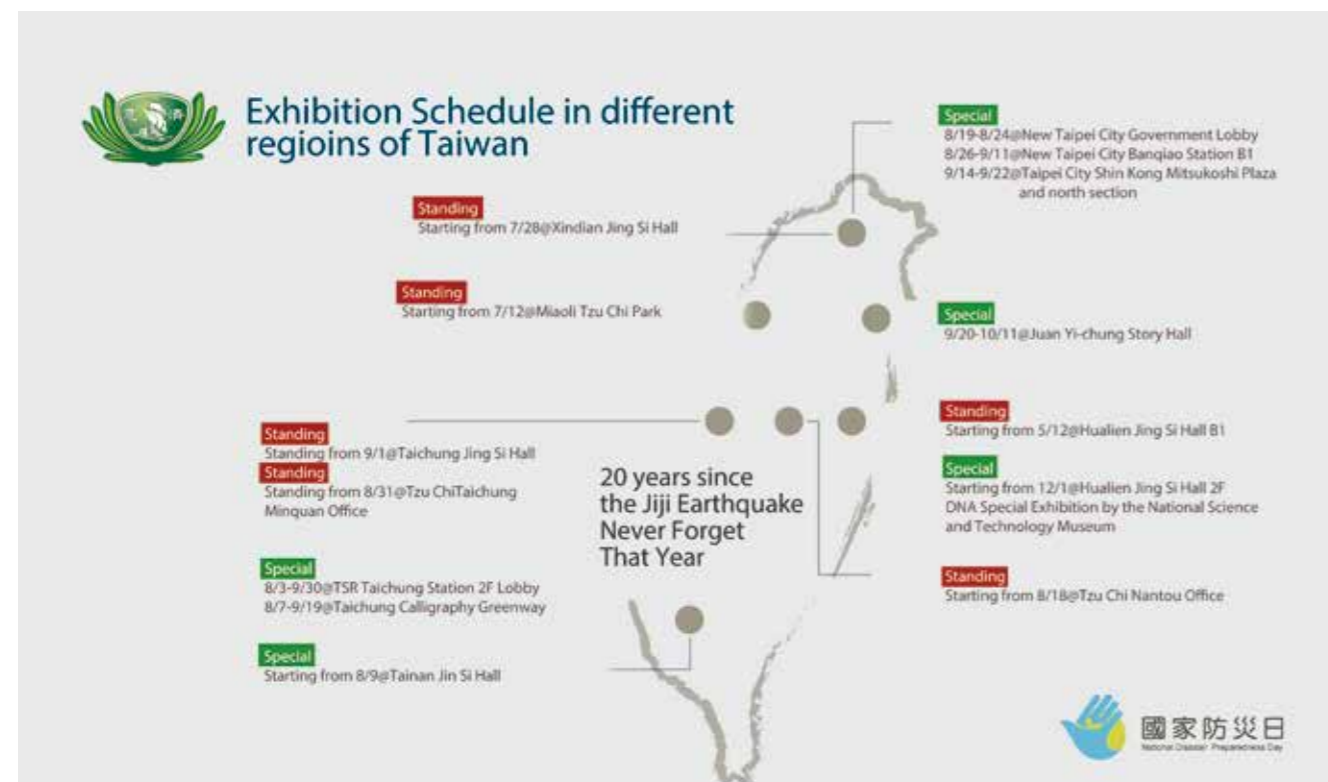 Exhibition Schedule in different
regioins of Taiwan
Special
8/19-8/24@New Taipei City Government Lobby
8/26-9/11@New Taipei City Banqiao Station B1
9/14-9/22@Taipei City Shin Kong Mitsukoshi Plaza
and north section
Standing
Starting from 7/28@Xindian Jing Si Hall
Standing
Starting from 7/12@Miaoli Tzu Chi Park
Special
9/20-10/11@Juan Yi-chung Story Hall
Standing
Standing from 9/1@Taichung Jing Si Hall
Standing
Standing from 8/31@Tzu ChiTaichung
Minquan Office
Special
8/3-9/30@TSR Taichung Station 2F Lobby
8/7-9/19@Taichung Calligraphy Greenway
Special
Starting from 8/9@Tainan Jin Si Hall
20 years since
the Jiji Earthquake
Never Forget
That Year
Standing
Starting from 5/12@Hualien Jing Si Hall B1
Special
Starting from 12/1@Hualien Jing Si Hall 2F
DNA Special Exhibition by the National Science
and Technology Museum
Standing
Starting from 8/18@Tzu Chi Nantou Office
國家防災日
National Disaster Preparedness Day